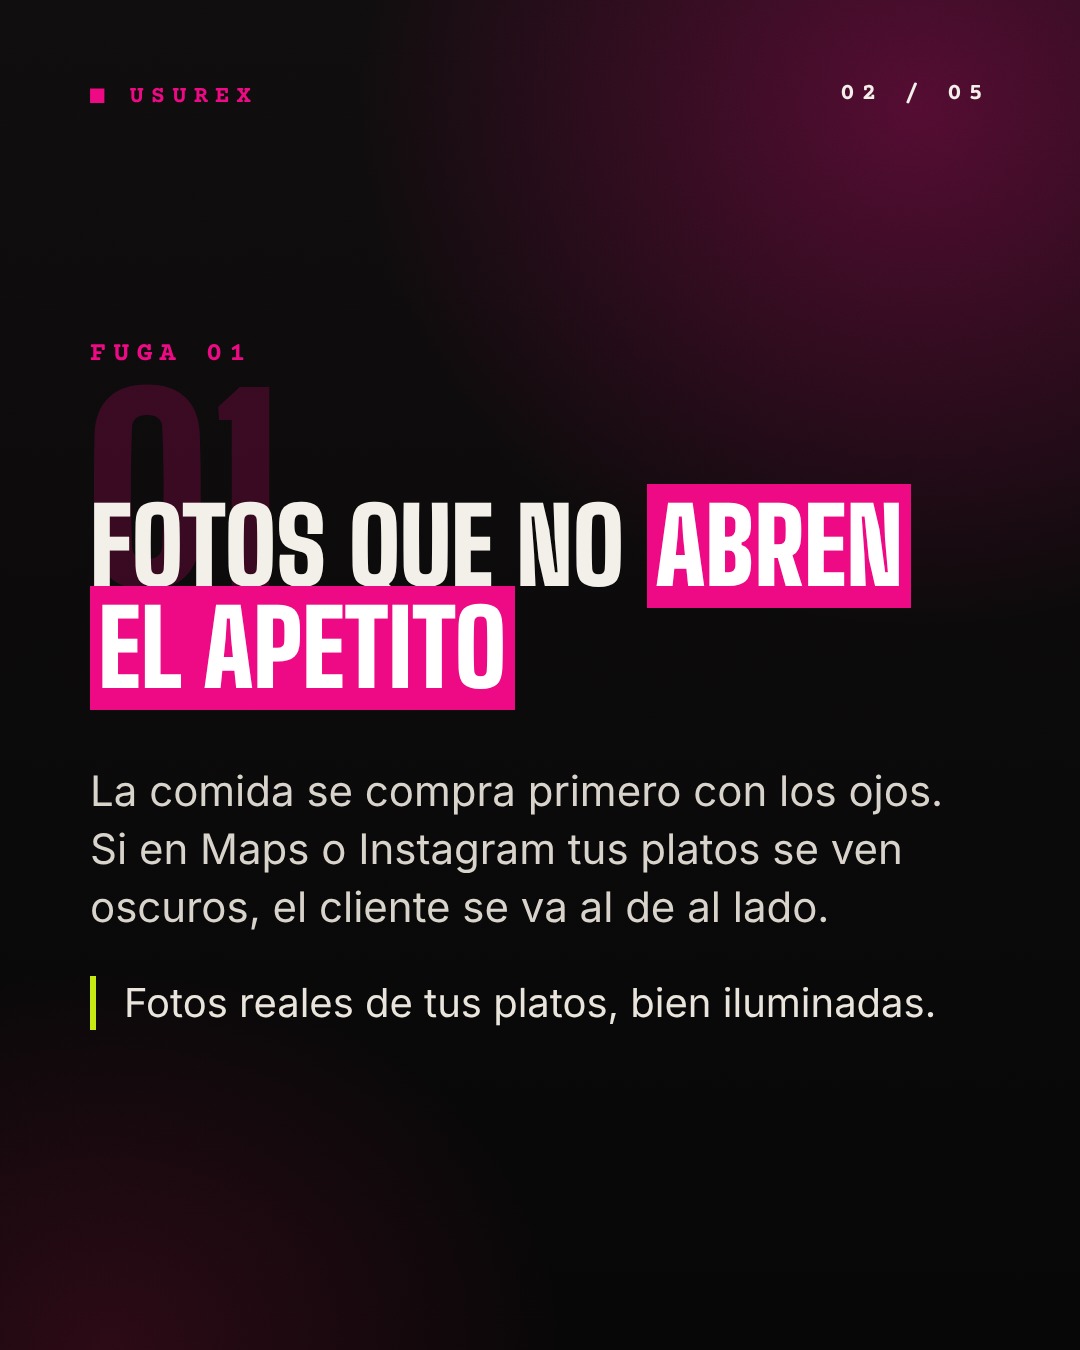 USUREX
02 / 05
FUGA 01
01
FOTOS QUE NO ABREN
EL APETITO
La comida se compra primero con los ojos.
Si en Maps o Instagram tus platos se ven
oscuros, el cliente se va al de al lado.
Fotos reales de tus platos, bien iluminadas.